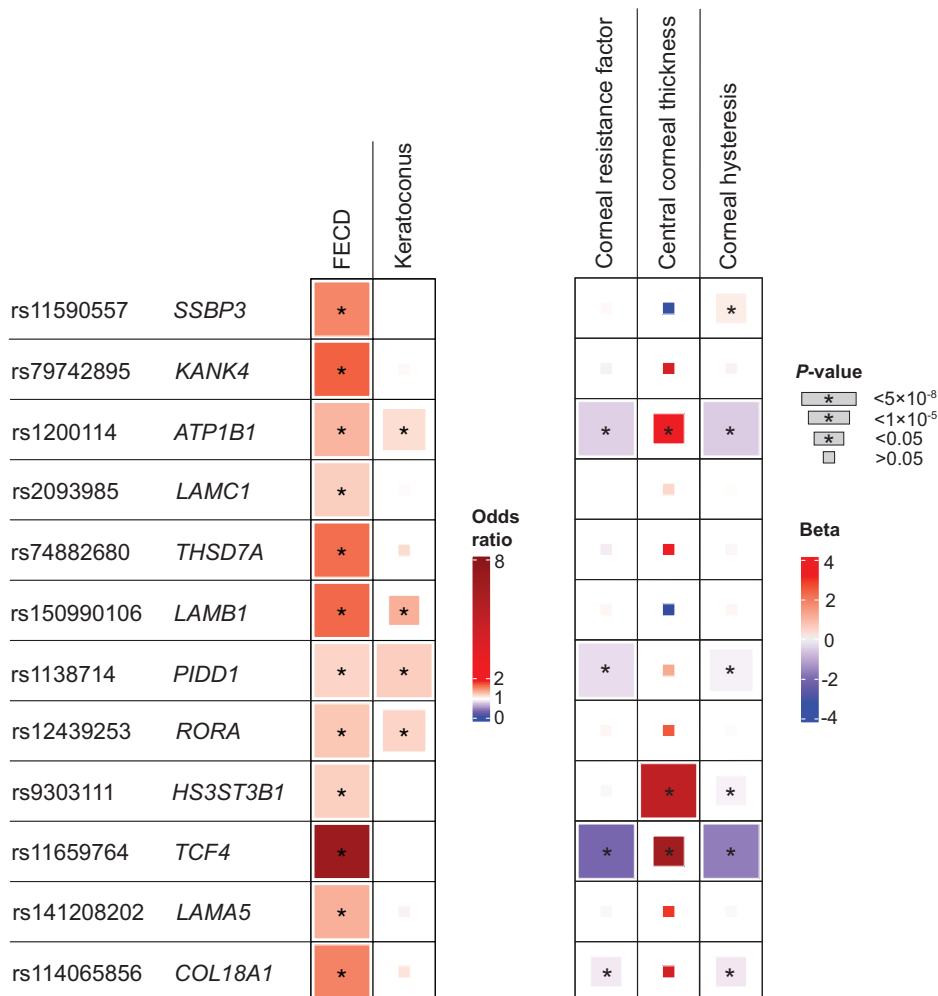 FECD
Keratoconus
Corneal resistance factor
Central corneal thickness
Corneal hysteresis
rs11590557 SSBP3 * *
rs79742895 KANK4 *
rs1200114 ATP1B1 * * * * *
rs2093985 LAMC1 *
rs74882680 THSD7A *
rs150990106 LAMB1 * *
rs1138714 PIDD1 * * * *
rs12439253 RORA * *
rs9303111 HS3ST3B1 * * *
rs11659764 TCF4 * * * *
rs141208202 LAMA5 *
rs114065856 COL18A1 * * *
Odds
ratio
8
2
1
0
P-value
* <5×10⁻⁸
* <1×10⁻⁵
* <0.05
>0.05
Beta
4
2
0
-2
-4